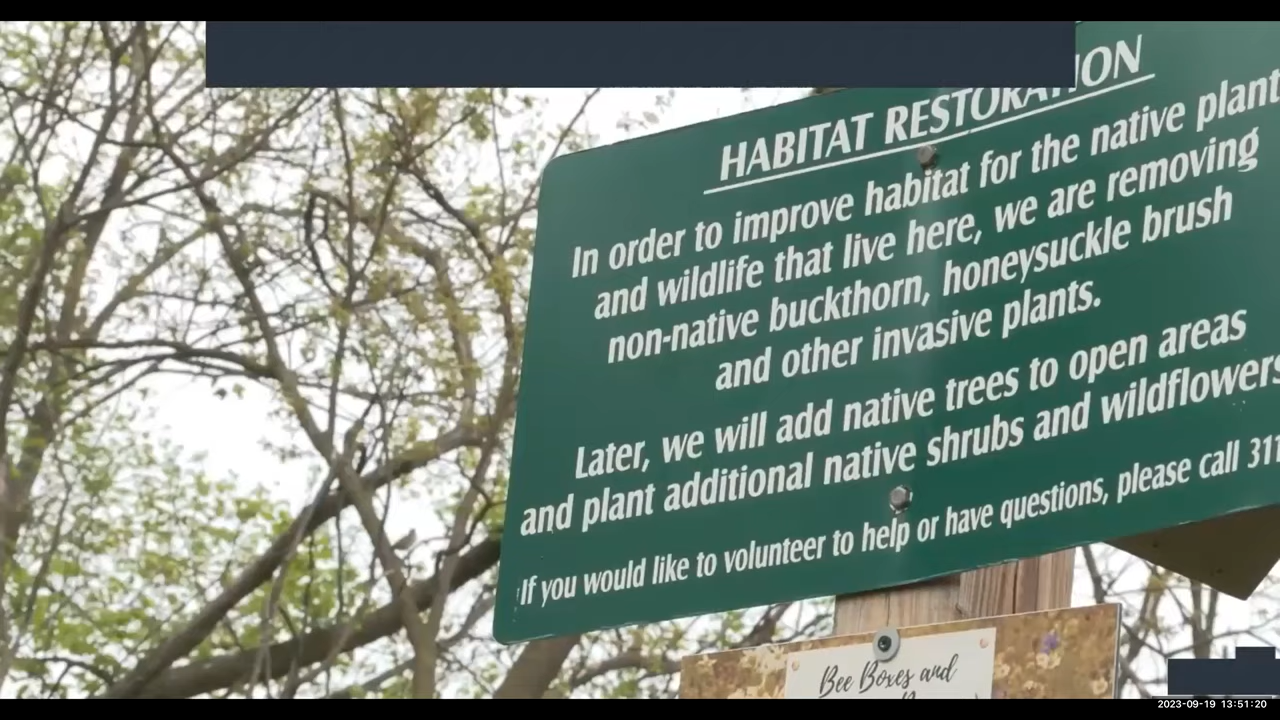 HABITAT RESTORATION
In order to improve habitat for the native plant
and wildlife that live here, we are removing
non-native buckthorn, honeysuckle brush
and other invasive plants.
Later, we will add native trees to open areas
and plant additional native shrubs and wildflowers
If you would like to volunteer to help or have questions, please call 311
Bee Boxes and
2023-09-19 13:51:20